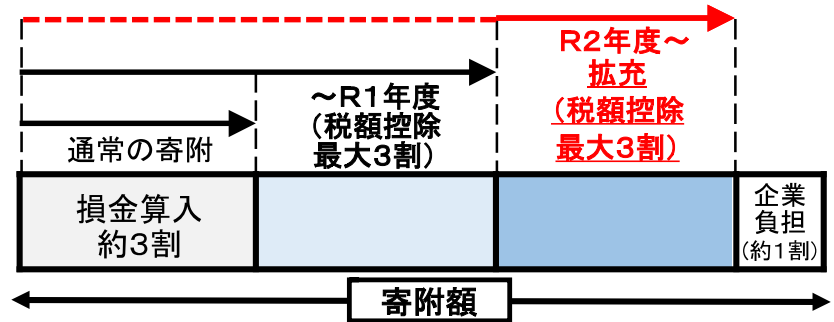 R2年度～
拡充
(税額控除
最大3割)
～R1年度
(税額控除
最大3割)
通常の寄附
損金算入
約3割
企業
負担
(約1割)
寄附額